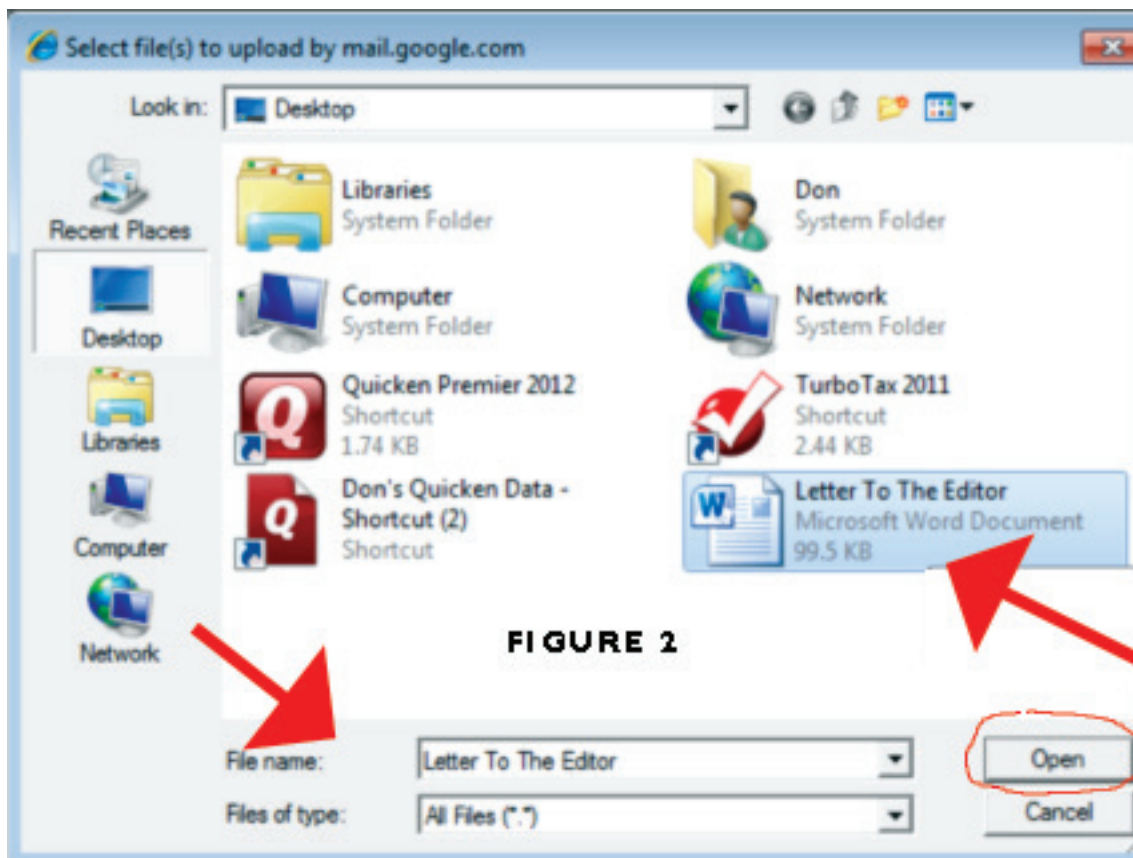 Select file(s) to upload by mail.google.com
Look in:
Desktop
Recent Places
Desktop
Libraries
Computer
Network
Libraries
System Folder
Don
System Folder
Computer
System Folder
Network
System Folder
Q
Quicken Premier 2012
Shortcut
1.74 KB
TurboTax 2011
Shortcut
2.44 KB
Q
Don's Quicken Data -
Shortcut (2)
Shortcut
W
Letter To The Editor
Microsoft Word Document
99.5 KB
FIGURE 2
File name:
Letter To The Editor
Open
Files of type:
All Files (*.*)
Cancel